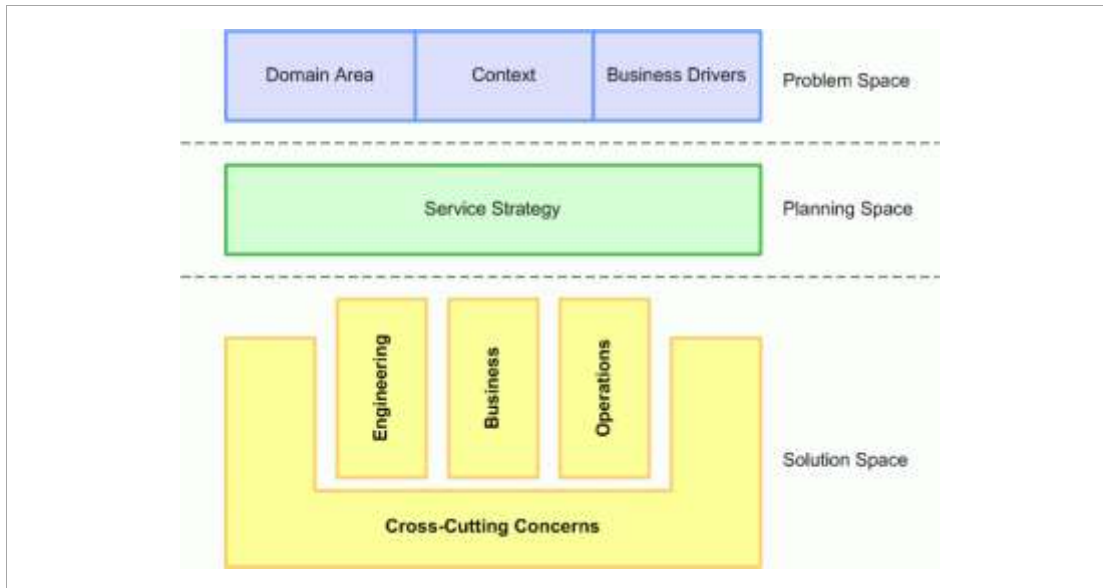 Domain Area
Context
Business Drivers
Problem Space
Service Strategy
Planning Space
Engineering
Business
Operations
Solution Space
Cross-Cutting Concerns